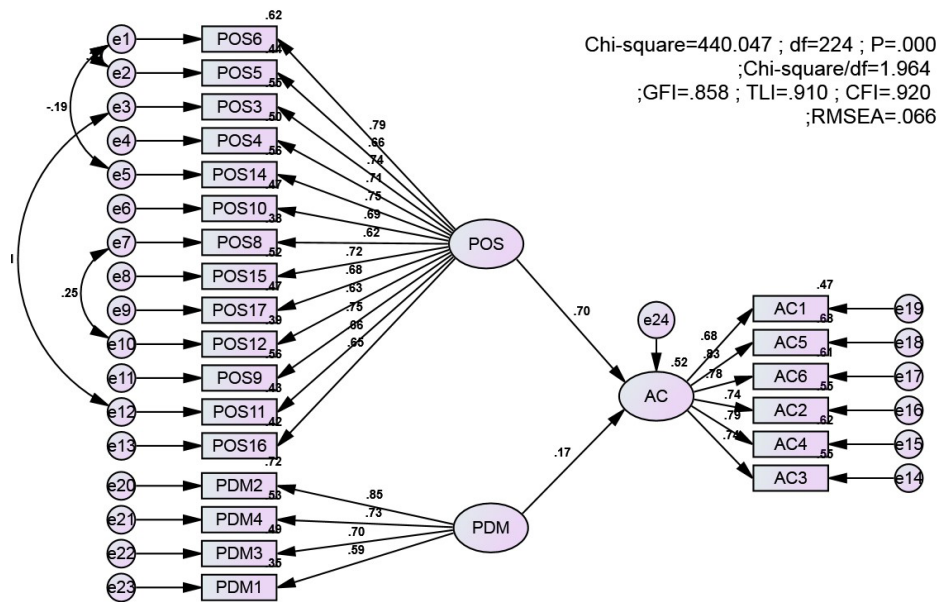 Chi-square=440.047 ; df=224 ; P=.000
;Chi-square/df=1.964
;GFI=.858 ; TLI=.910 ; CFI=.920
;RMSEA=.066
.62
e1 POS6 .44
e2 POS5 .55
e3 POS3 .50
e4 POS4 .56
e5 POS14 .47
e6 POS10 .38
e7 POS8 .52
e8 POS15 .47
e9 POS17 .39
e10 POS12 .56
e11 POS9 .43
e12 POS11 .42
e13 POS16
.72
e20 PDM2 .53
e21 PDM4 .49
e22 PDM3 .35
e23 PDM1
-.19
.25
.79
.66
.74
.71
.75
.69
.62
.72
.68
.63
.75
.66
.65
POS
.70
.85
.73
.70
.59
PDM
.17
e24
.52
AC
.68
.83
.78
.74
.79
.74
.47
AC1 .68 e19
AC5 .61 e18
AC6 .55 e17
AC2 .62 e16
AC4 .55 e15
AC3 e14